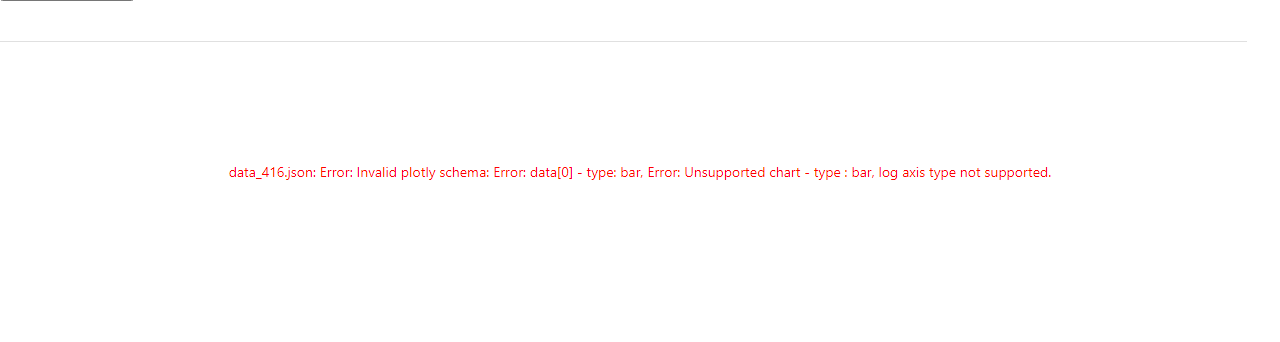 data_416.json: Error: Invalid plotly schema: Error: data[0] - type: bar, Error: Unsupported chart - type : bar, log axis type not supported.